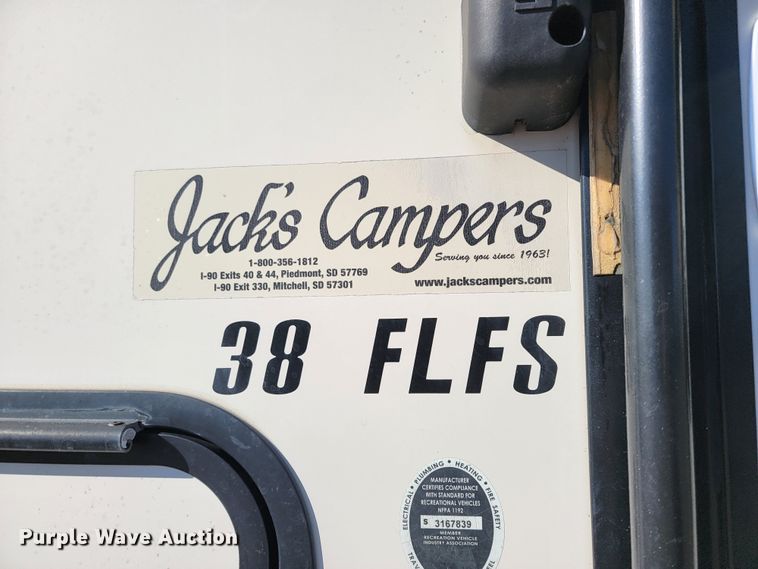 Jack's Campers
Serving you since 1963!
1-800-356-1812
I-90 Exits 40 & 44, Piedmont, SD 57769
I-90 Exit 330, Mitchell, SD 57301
www.jackscampers.com
38 FLFS
ELECTRICAL • PLUMBING • HEATING • FIRE SAFETY
MANUFACTURER
CERTIFIES COMPLIANCE
WITH STANDARD FOR
RECREATIONAL VEHICLES
NFPA 1192
S 3167839
MEMBER
RECREATION VEHICLE
INDUSTRY ASSOCIATION
Purple Wave Auction